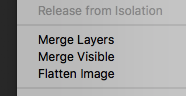 Release from Isolation
Merge Layers
Merge Visible
Flatten Image